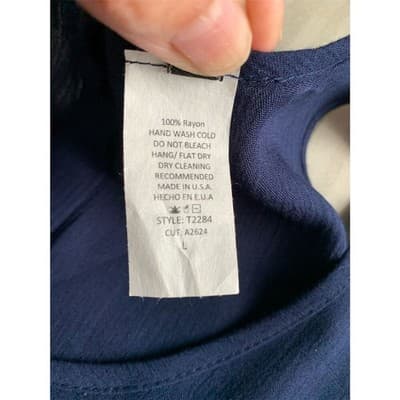 100% Rayon
HAND WASH COLD
DO NOT BLEACH
HANG/ FLAT DRY
DRY CLEANING
RECOMMENDED
MADE IN U.S.A.
HECHO EN E.U.A
STYLE: T2284
CUT: A2624
L